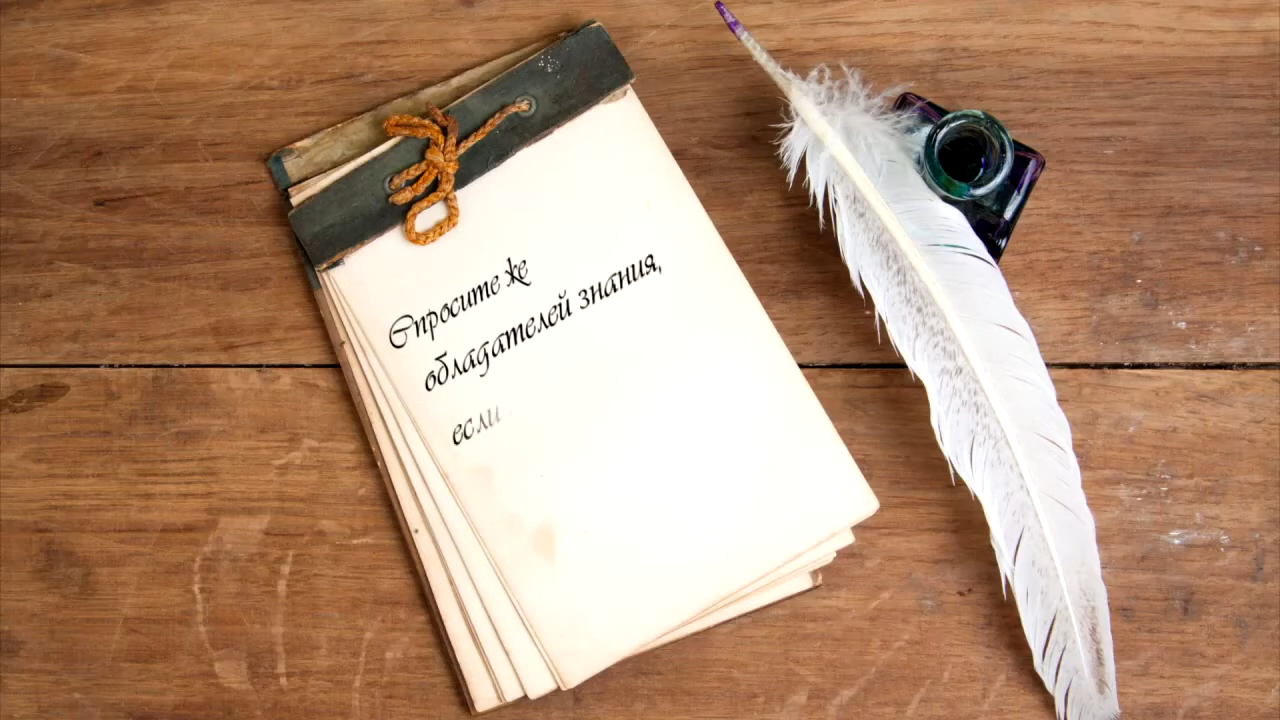 Спросите же
обладателей знания,
если